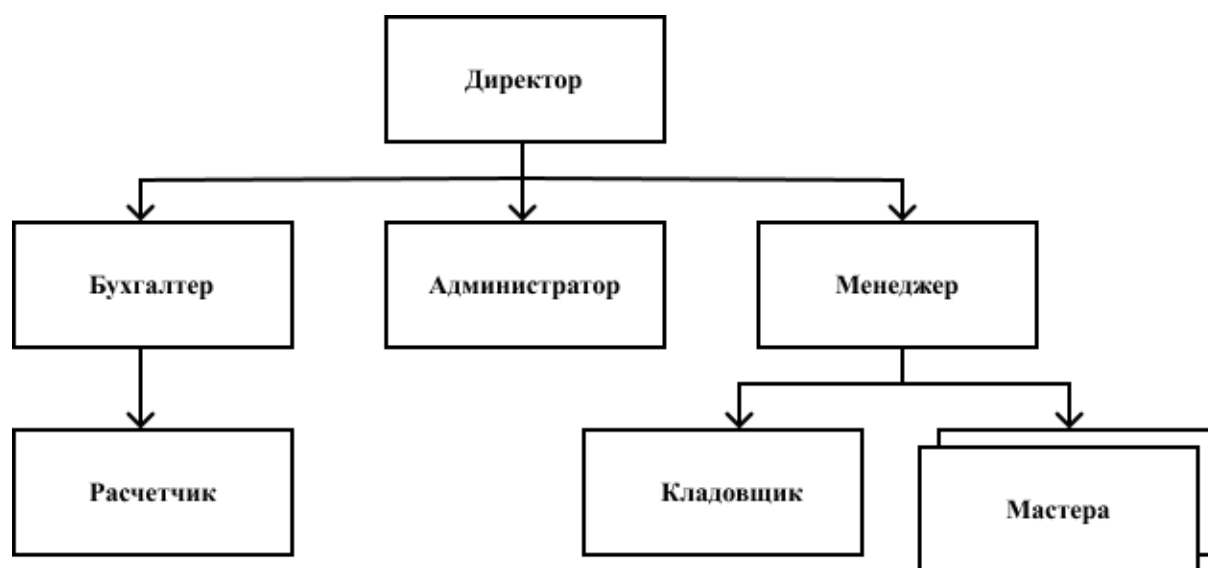 Директор
Бухгалтер
Администратор
Менеджер
Расчетчик
Кладовщик
Мастера